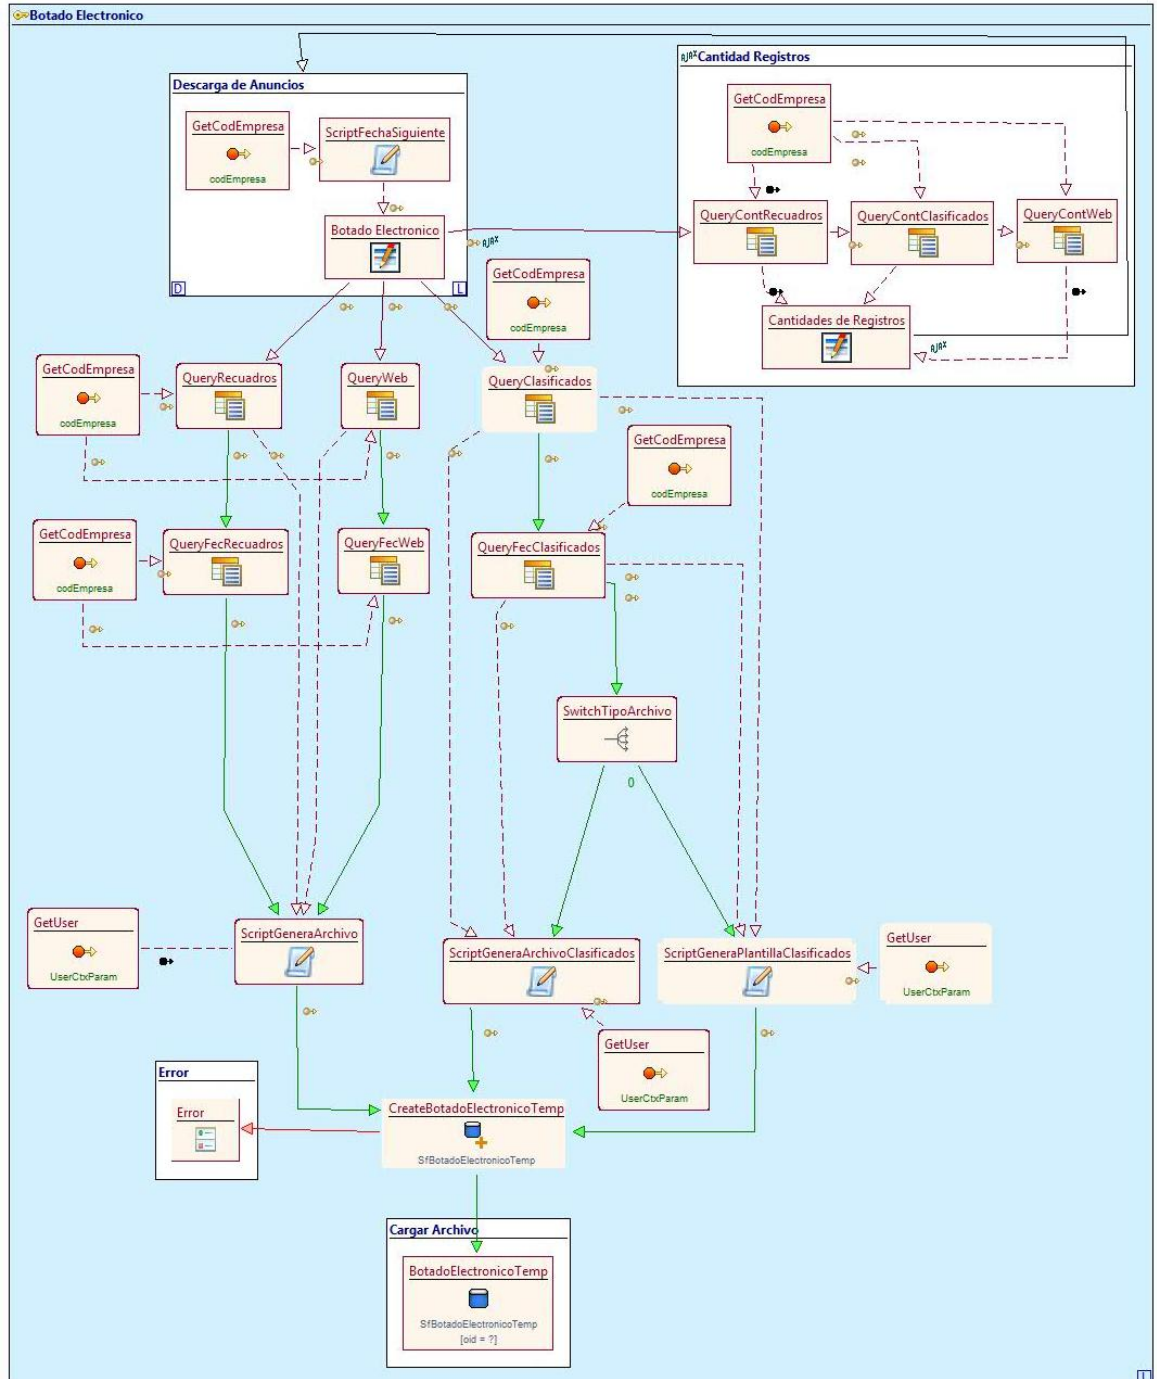 Botado Electronico
AJAX Cantidad Registros
Descarga de Anuncios
GetCodEmpresa
codEmpresa
ScriptFechaSiguiente
Botado Electronico
D
L
AJAX
GetCodEmpresa
codEmpresa
QueryContRecuadros
QueryContClasificados
QueryContWeb
Cantidades de Registros
AJAX
GetCodEmpresa
codEmpresa
GetCodEmpresa
codEmpresa
QueryRecuadros
QueryWeb
QueryClasificados
GetCodEmpresa
codEmpresa
GetCodEmpresa
codEmpresa
QueryFecRecuadros
QueryFecWeb
QueryFecClasificados
SwitchTipoArchivo
0
GetUser
UserCtxParam
ScriptGeneraArchivo
ScriptGeneraArchivoClasificados
ScriptGeneraPlantillaClasificados
GetUser
UserCtxParam
GetUser
UserCtxParam
Error
Error
CreateBotadoElectronicoTemp
SfBotadoElectronicoTemp
Cargar Archivo
BotadoElectronicoTemp
SfBotadoElectronicoTemp
[oid = ?]
L